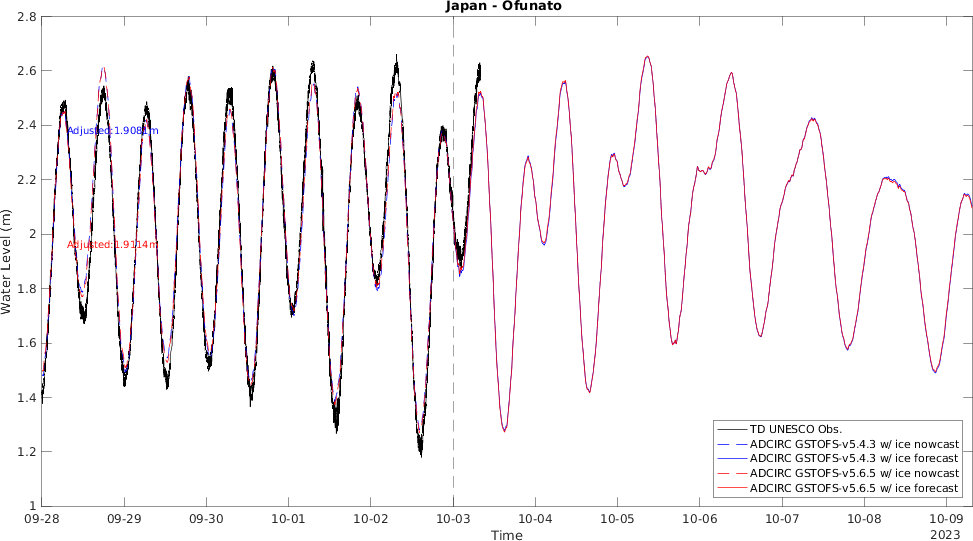 Japan - Ofunato
2.8
2.6
2.4
2.2
2
1.8
1.6
1.4
1.2
1
Water Level (m)
Adjusted:1.9081m
Adjusted:1.9114m
TD UNESCO Obs.
ADCIRC GSTOFS-v5.4.3 w/ ice nowcast
ADCIRC GSTOFS-v5.4.3 w/ ice forecast
ADCIRC GSTOFS-v5.6.5 w/ ice nowcast
ADCIRC GSTOFS-v5.6.5 w/ ice forecast
09-28 09-29 09-30 10-01 10-02 10-03 10-04 10-05 10-06 10-07 10-08 10-09
2023
Time